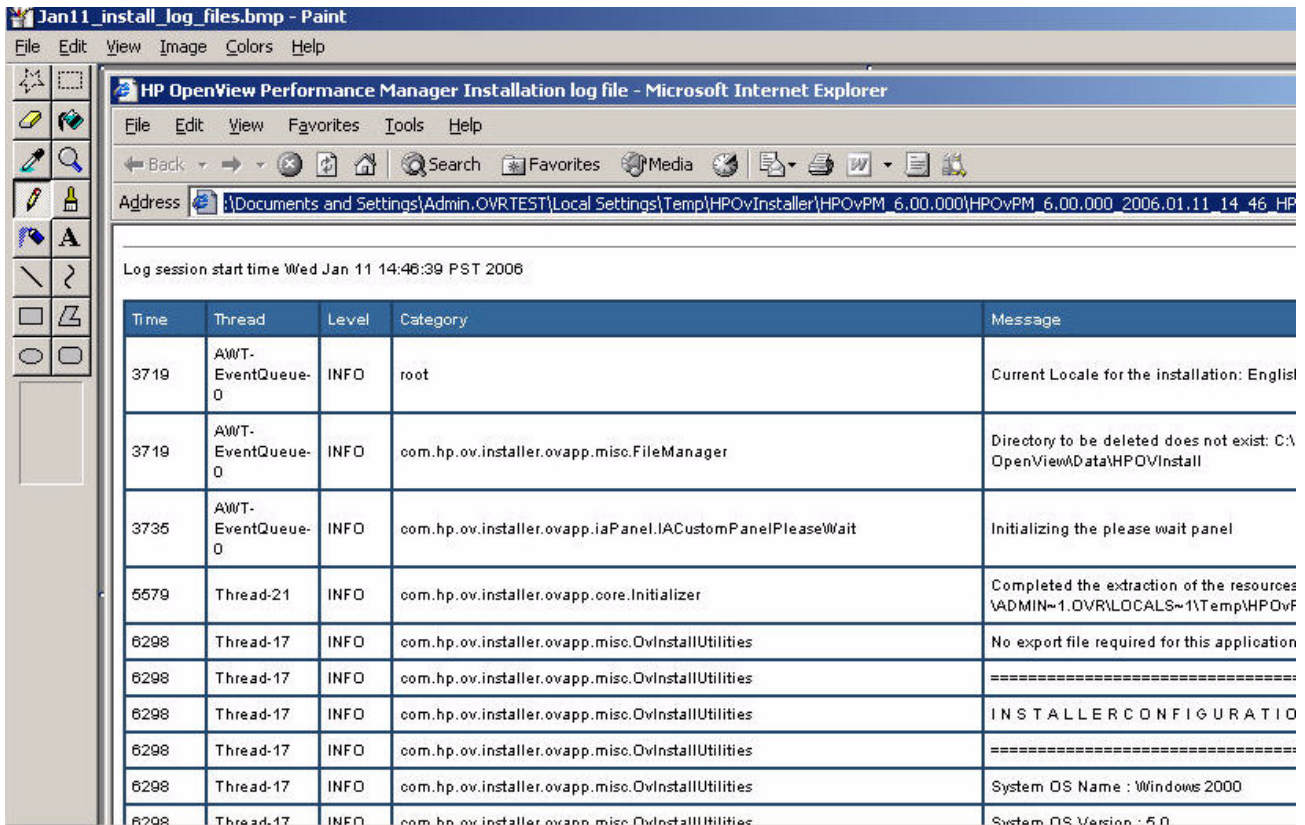 Jan11_install_log_files.bmp - Paint
File Edit View Image Colors Help
HP OpenView Performance Manager Installation log file - Microsoft Internet Explorer
File Edit View Favorites Tools Help
Back Search Favorites Media
Address :\Documents and Settings\Admin.OVRTEST\Local Settings\Temp\HPOvInstaller\HPOvPM_6.00.000\HPOvPM_6.00.000_2006.01.11_14_46_HP
Log session start time Wed Jan 11 14:46:39 PST 2006
Time Thread Level Category Message
3719 AWT-EventQueue-0 INFO root Current Locale for the installation: English
3719 AWT-EventQueue-0 INFO com.hp.ov.installer.ovapp.misc.FileManager Directory to be deleted does not exist: C:\
OpenView\Data\HPOVInstall
3735 AWT-EventQueue-0 INFO com.hp.ov.installer.ovapp.iaPanel.IACustomPanelPleaseWait Initializing the please wait panel
5579 Thread-21 INFO com.hp.ov.installer.ovapp.core.Initializer Completed the extraction of the resources
\ADMIN~1.OVR\LOCALS~1\Temp\HPOvP
6298 Thread-17 INFO com.hp.ov.installer.ovapp.misc.OvInstallUtilities No export file required for this application
6298 Thread-17 INFO com.hp.ov.installer.ovapp.misc.OvInstallUtilities ==================================
6298 Thread-17 INFO com.hp.ov.installer.ovapp.misc.OvInstallUtilities I N S T A L L E R C O N F I G U R A T I O
6298 Thread-17 INFO com.hp.ov.installer.ovapp.misc.OvInstallUtilities ==================================
6298 Thread-17 INFO com.hp.ov.installer.ovapp.misc.OvInstallUtilities System OS Name : Windows 2000
6298 Thread-17 INFO com.hp.ov.installer.ovapp.misc.OvInstallUtilities System OS Version : 5.0